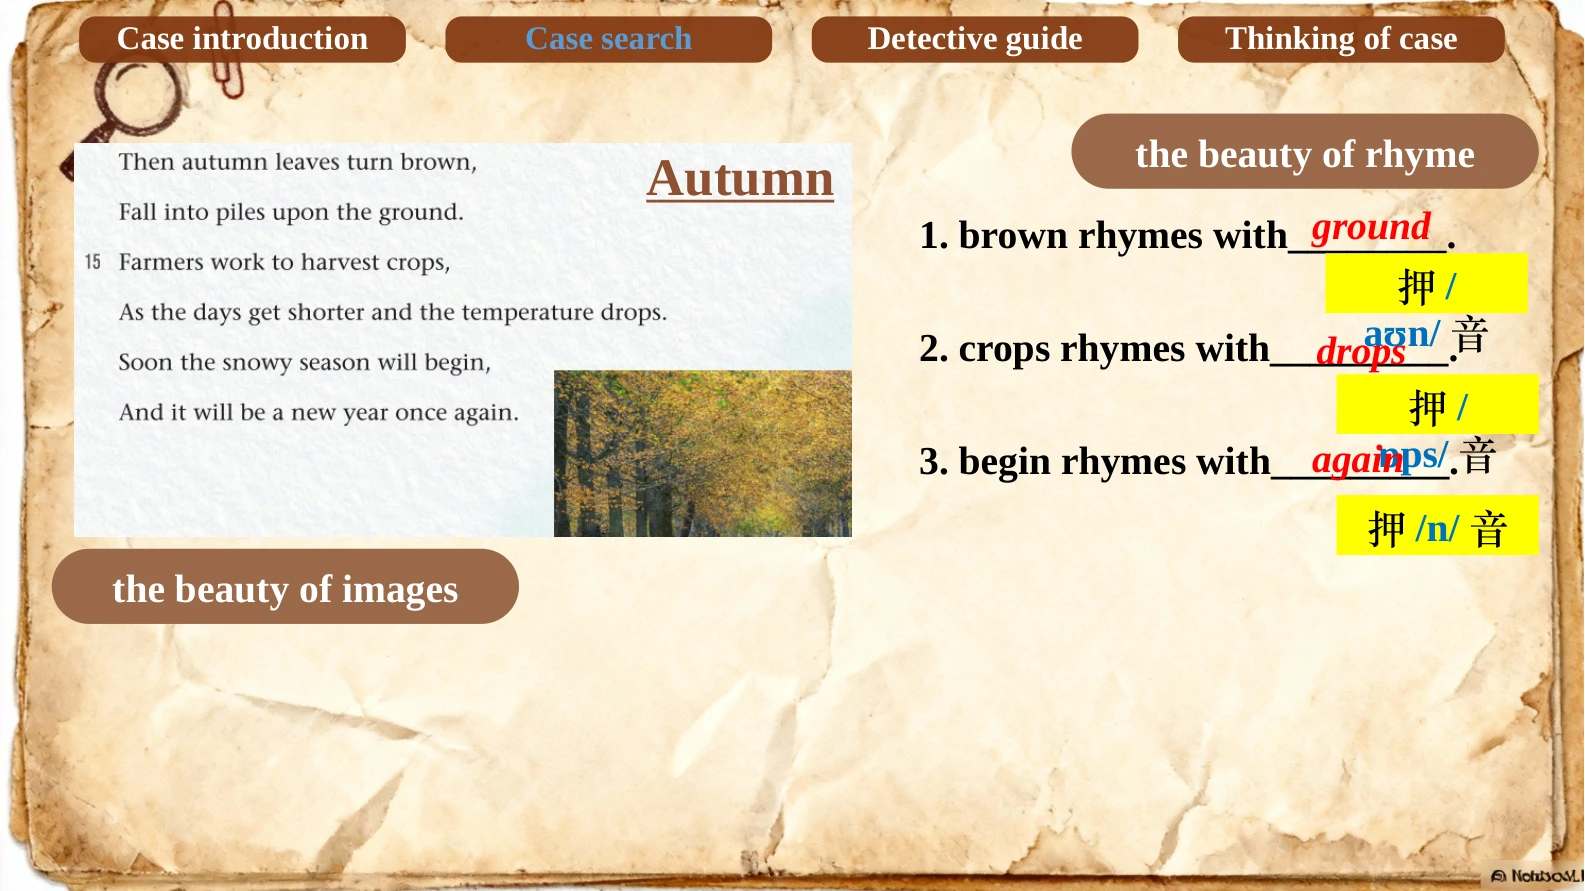 Case introduction
Case search
Detective guide
Thinking of case
Then autumn leaves turn brown,
Fall into piles upon the ground.
15 Farmers work to harvest crops,
As the days get shorter and the temperature drops.
Soon the snowy season will begin,
And it will be a new year once again.
Autumn
the beauty of images
the beauty of rhyme
1. brown rhymes with________.
ground
押 /
aʊn/ 音
2. crops rhymes with_________.
drops
押 /
ɒps/ 音
3. begin rhymes with_________.
again
押 /n/ 音